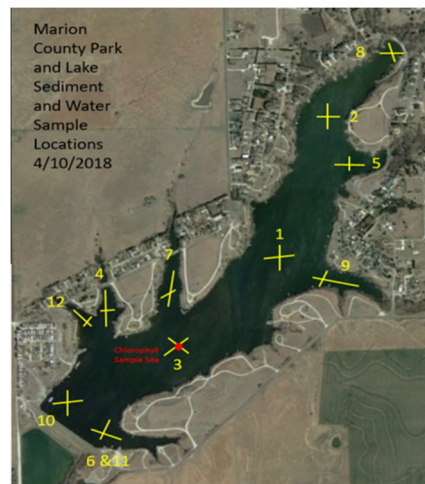 Marion
County Park
and Lake
Sediment
and Water
Sample
Locations
4/10/2018
8
2
5
1
7
9
4
12
Chlorophyll
Sample Site
3
10
6 &11